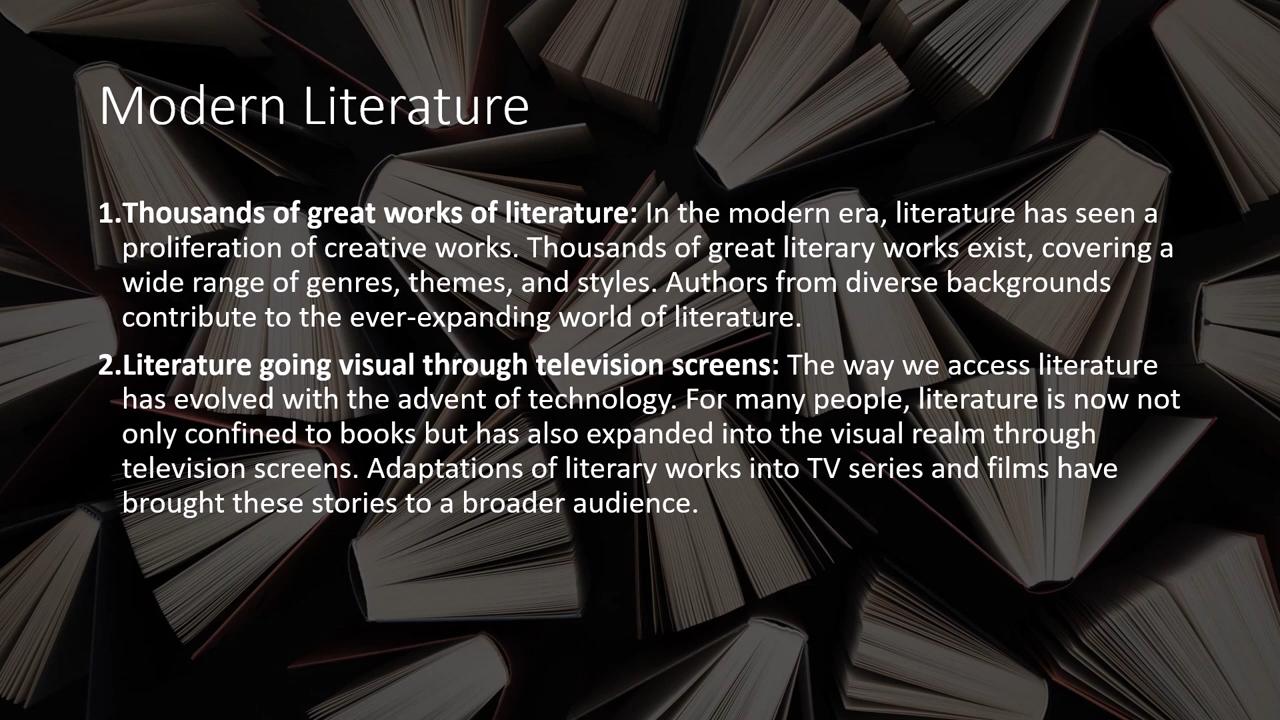 Modern Literature
1.Thousands of great works of literature: In the modern era, literature has seen a
proliferation of creative works. Thousands of great literary works exist, covering a
wide range of genres, themes, and styles. Authors from diverse backgrounds
contribute to the ever-expanding world of literature.
2.Literature going visual through television screens: The way we access literature
has evolved with the advent of technology. For many people, literature is now not
only confined to books but has also expanded into the visual realm through
television screens. Adaptations of literary works into TV series and films have
brought these stories to a broader audience.